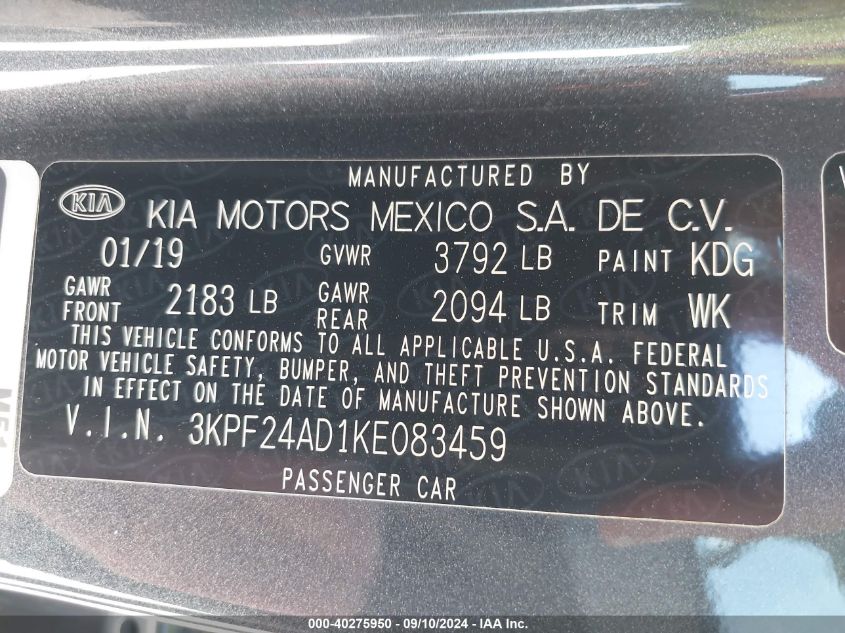 MANUFACTURED BY
KIA KIA MOTORS MEXICO S.A. DE C.V.
01/19 GVWR 3792 LB PAINT KDG
GAWR FRONT 2183 LB GAWR REAR 2094 LB TRIM WK
THIS VEHICLE CONFORMS TO ALL APPLICABLE U.S.A. FEDERAL
MOTOR VEHICLE SAFETY, BUMPER, AND THEFT PREVENTION STANDARDS
IN EFFECT ON THE DATE OF MANUFACTURE SHOWN ABOVE.
V.I.N. 3KPF24AD1KE083459
PASSENGER CAR
000-40275950 - 09/10/2024 - IAA Inc.